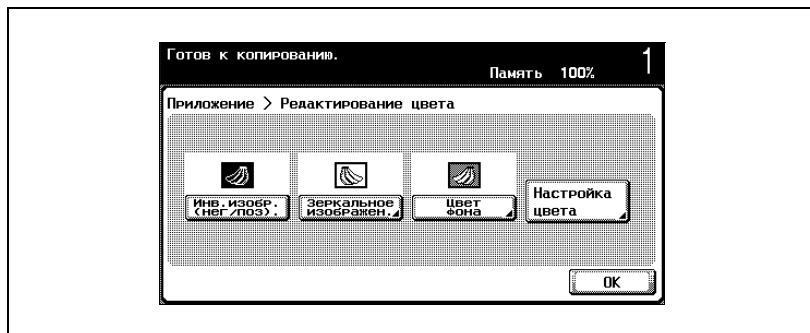 Готов к копированию.
Память 100% 1
Приложение > Редактирование цвета
Инв.изобр.
(нег/поз).
Зеркальное
изображен.
Цвет
фона
Настройка
цвета
OK